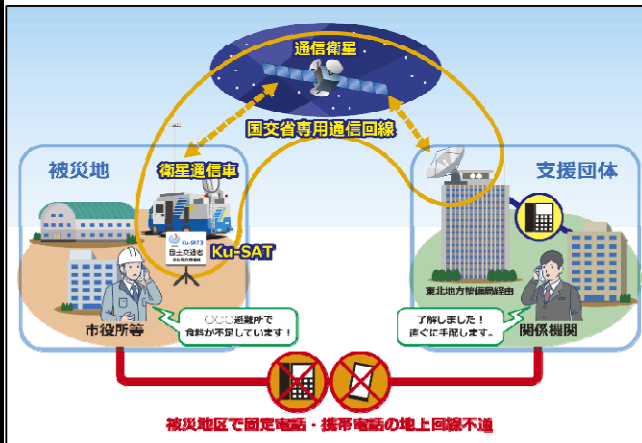 通信衛星
国交省専用通信回線
被災地
衛星通信車
支援団体
Ku-SAT
国土交通省
Ku-SAT
東北地方整備局経由
市役所等
○○○避難所で
食料が不足しています！
了解しました！
直ぐに手配します。
関係機関
被災地区で固定電話・携帯電話の地上回線不通